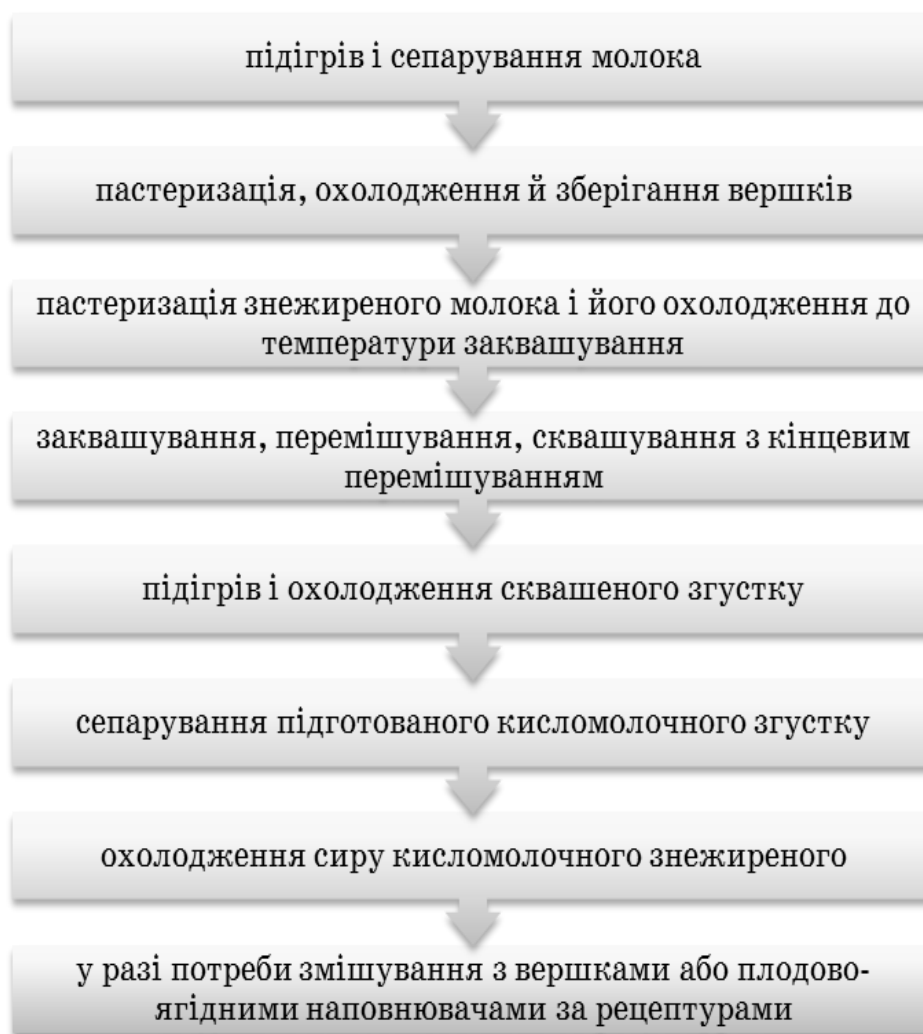 підігрів і сепарування молока
пастеризація, охолодження й зберігання вершків
пастеризація знежиреного молока і його охолодження до
температури заквашування
заквашування, перемішування, сквашування з кінцевим
перемішуванням
підігрів і охолодження сквашеного згустку
сепарування підготованого кисломолочного згустку
охолодження сиру кисломолочного знежиреного
у разі потреби змішування з вершками або плодово-
ягідними наповнювачами за рецептурами